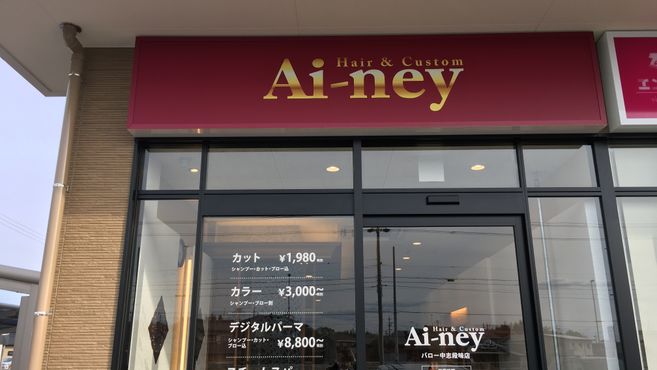 Hair & Custom
Ai-ney
カット ¥1,980
シャンプー・カット・ブロー込
カラー ¥3,000~
シャンプー・ブロー別
デジタルパーマ
シャンプー・カット・
ブロー込 ¥8,800~
Hair & Custom
Ai-ney
バロー中志段味店
エン